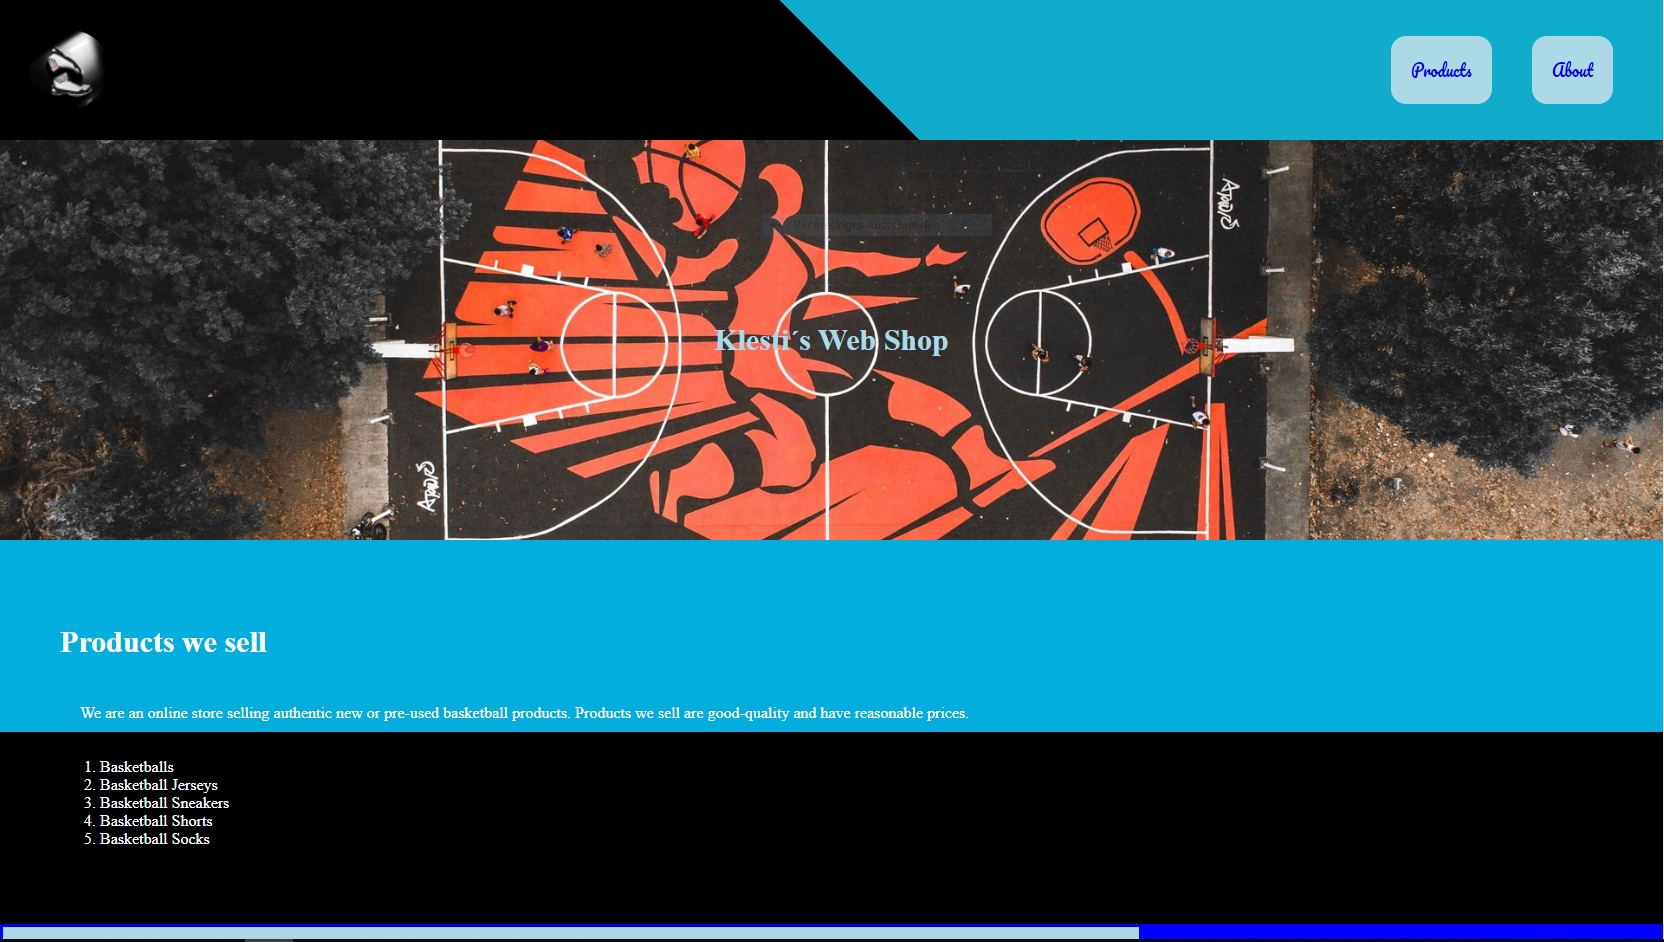 Products
About
Rechteckiges Ausschneiden
Klesti´s Web Shop
Products we sell
We are an online store selling authentic new or pre-used basketball products. Products we sell are good-quality and have reasonable prices.
1. Basketballs
2. Basketball Jerseys
3. Basketball Sneakers
4. Basketball Shorts
5. Basketball Socks